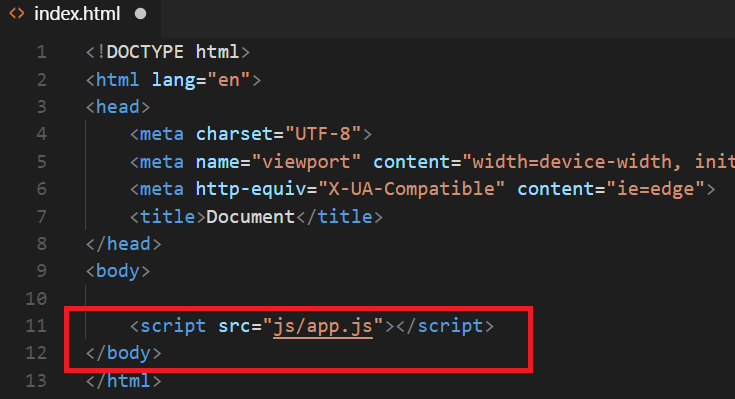 <> index.html ●
1 <!DOCTYPE html>
2 <html lang="en">
3 <head>
4     <meta charset="UTF-8">
5     <meta name="viewport" content="width=device-width, init
6     <meta http-equiv="X-UA-Compatible" content="ie=edge">
7     <title>Document</title>
8 </head>
9 <body>
10
11     <script src="js/app.js"></script>
12 </body>
13 </html>